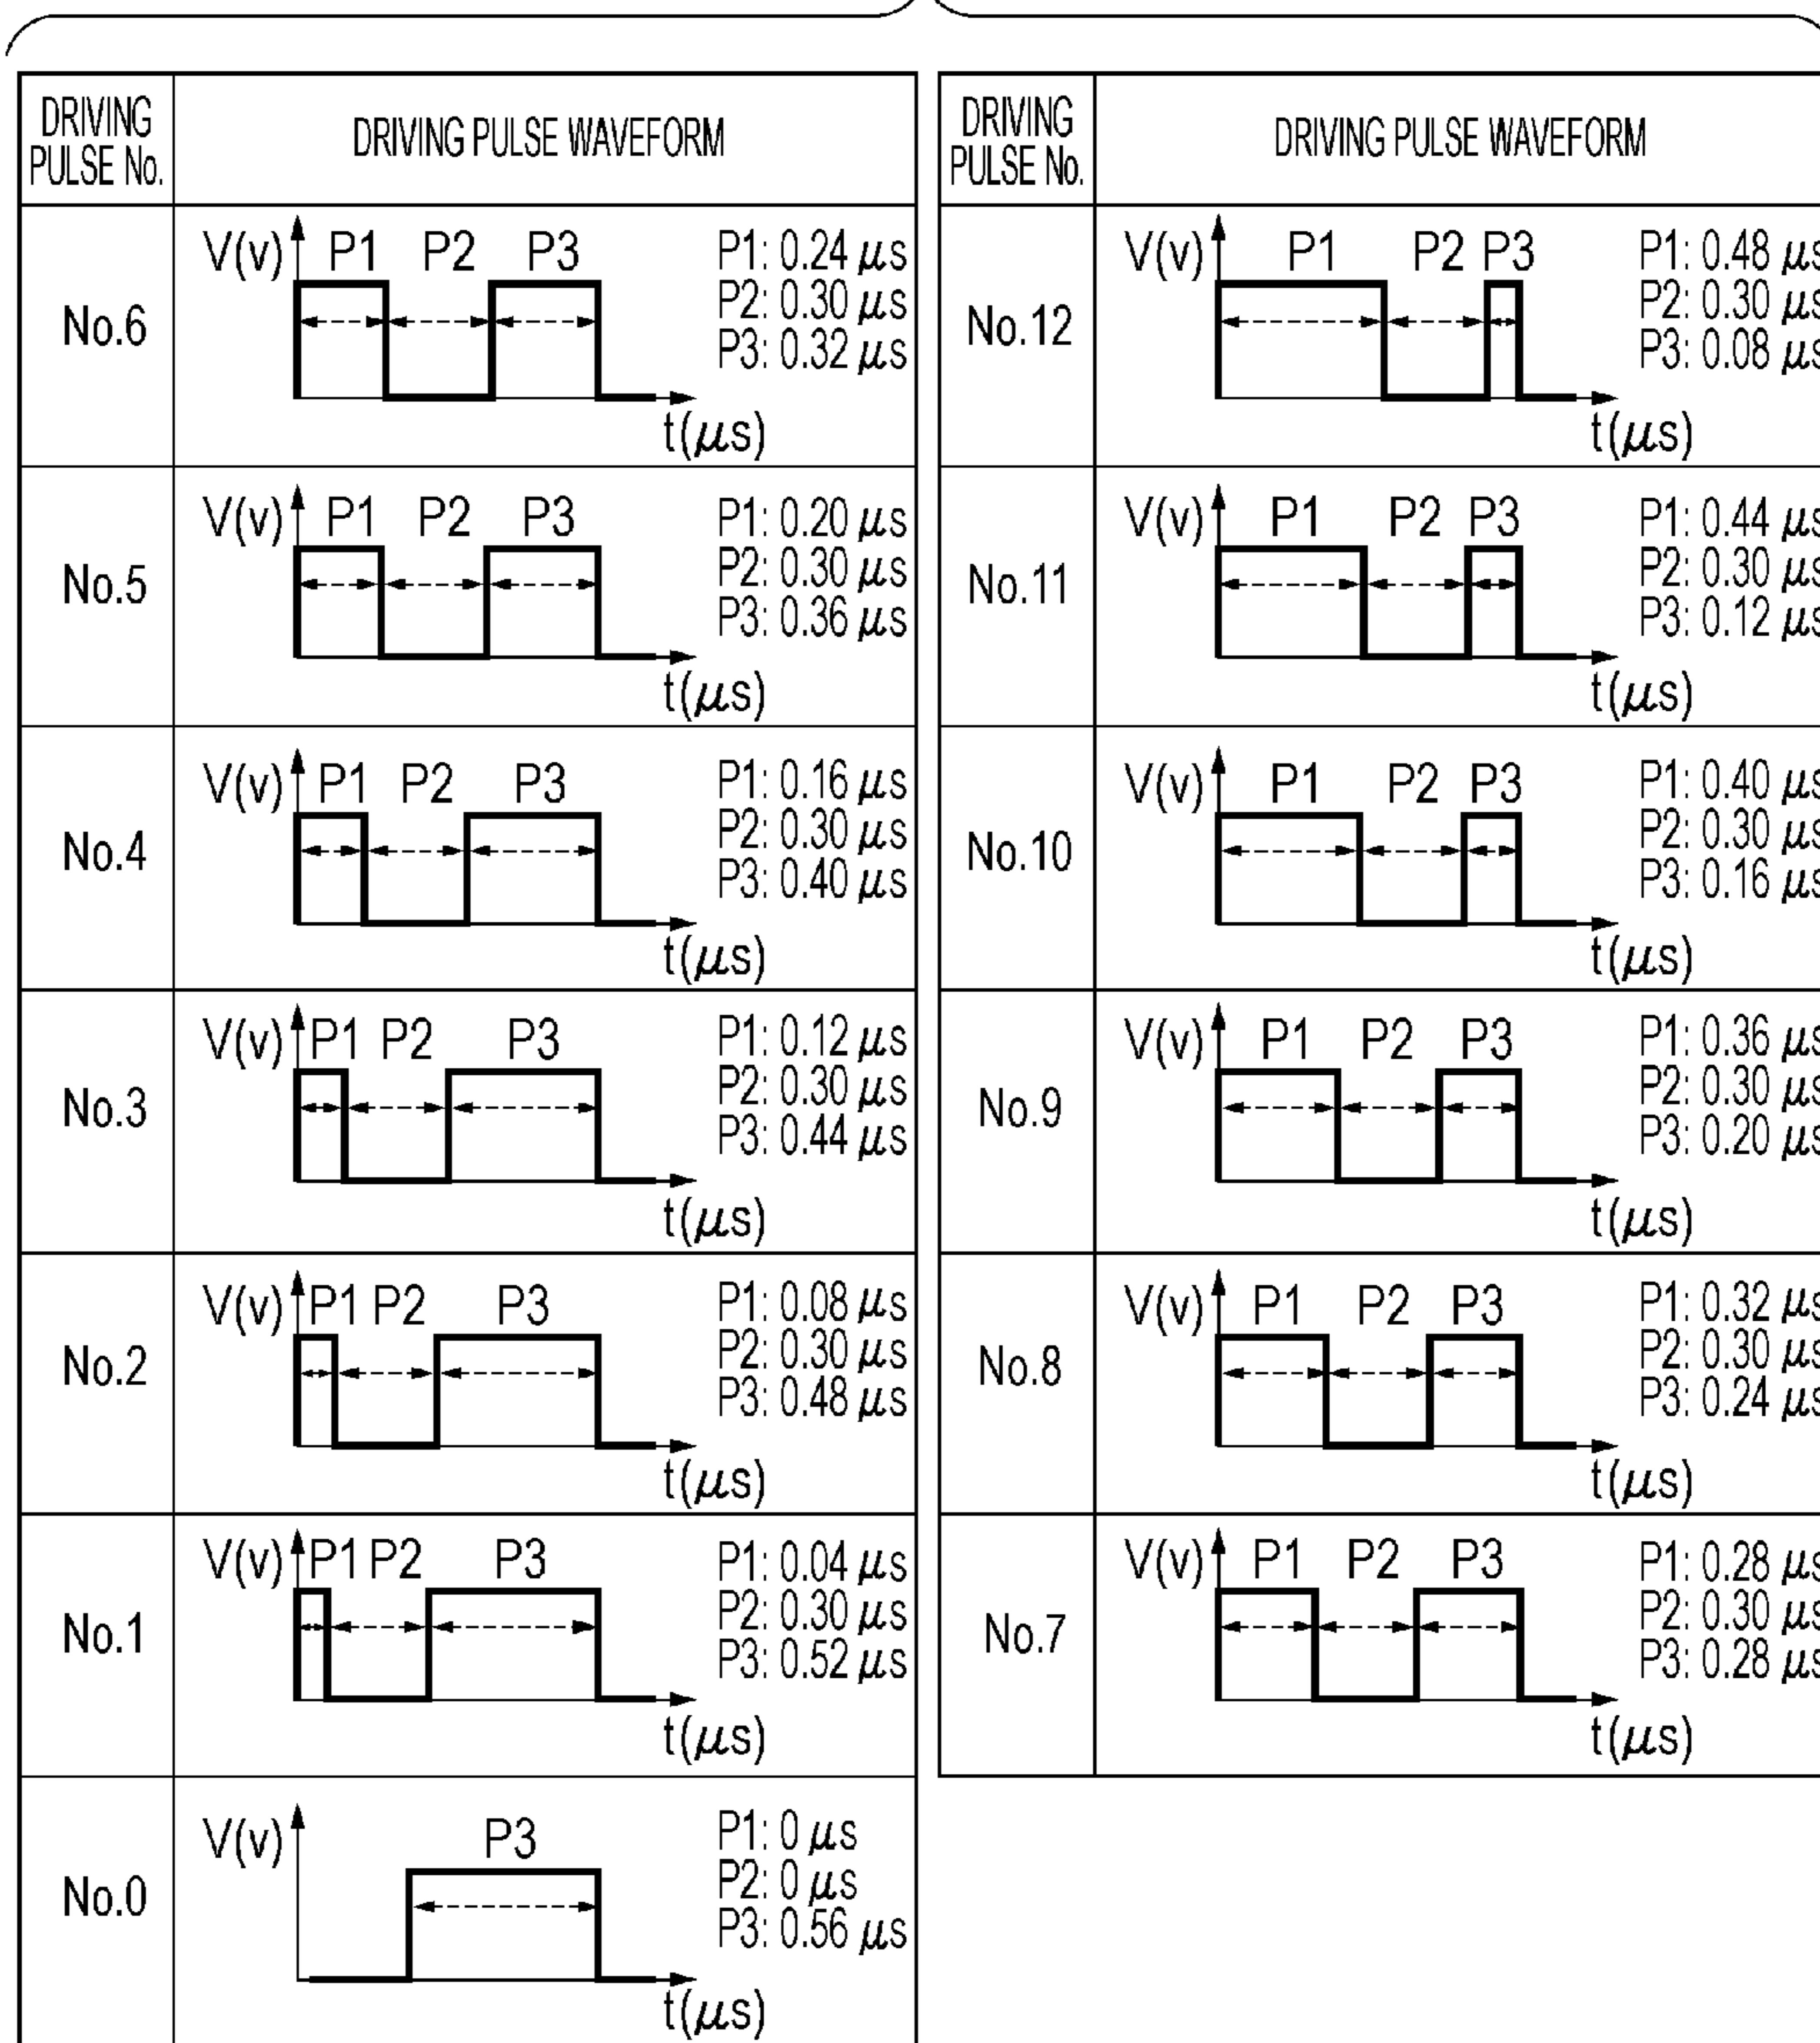 DRIVING
PULSE No.
DRIVING PULSE WAVEFORM
No.6
V(v)
P1 P2 P3
P1: 0.24 μs
P2: 0.30 μs
P3: 0.32 μs
t(μs)
No.5
V(v)
P1 P2 P3
P1: 0.20 μs
P2: 0.30 μs
P3: 0.36 μs
t(μs)
No.4
V(v)
P1 P2 P3
P1: 0.16 μs
P2: 0.30 μs
P3: 0.40 μs
t(μs)
No.3
V(v)
P1 P2 P3
P1: 0.12 μs
P2: 0.30 μs
P3: 0.44 μs
t(μs)
No.2
V(v)
P1 P2 P3
P1: 0.08 μs
P2: 0.30 μs
P3: 0.48 μs
t(μs)
No.1
V(v)
P1 P2 P3
P1: 0.04 μs
P2: 0.30 μs
P3: 0.52 μs
t(μs)
No.0
V(v)
P3
P1: 0 μs
P2: 0 μs
P3: 0.56 μs
t(μs)
DRIVING
PULSE No.
DRIVING PULSE WAVEFORM
No.12
V(v)
P1 P2 P3
P1: 0.48 μs
P2: 0.30 μs
P3: 0.08 μs
t(μs)
No.11
V(v)
P1 P2 P3
P1: 0.44 μs
P2: 0.30 μs
P3: 0.12 μs
t(μs)
No.10
V(v)
P1 P2 P3
P1: 0.40 μs
P2: 0.30 μs
P3: 0.16 μs
t(μs)
No.9
V(v)
P1 P2 P3
P1: 0.36 μs
P2: 0.30 μs
P3: 0.20 μs
t(μs)
No.8
V(v)
P1 P2 P3
P1: 0.32 μs
P2: 0.30 μs
P3: 0.24 μs
t(μs)
No.7
V(v)
P1 P2 P3
P1: 0.28 μs
P2: 0.30 μs
P3: 0.28 μs
t(μs)